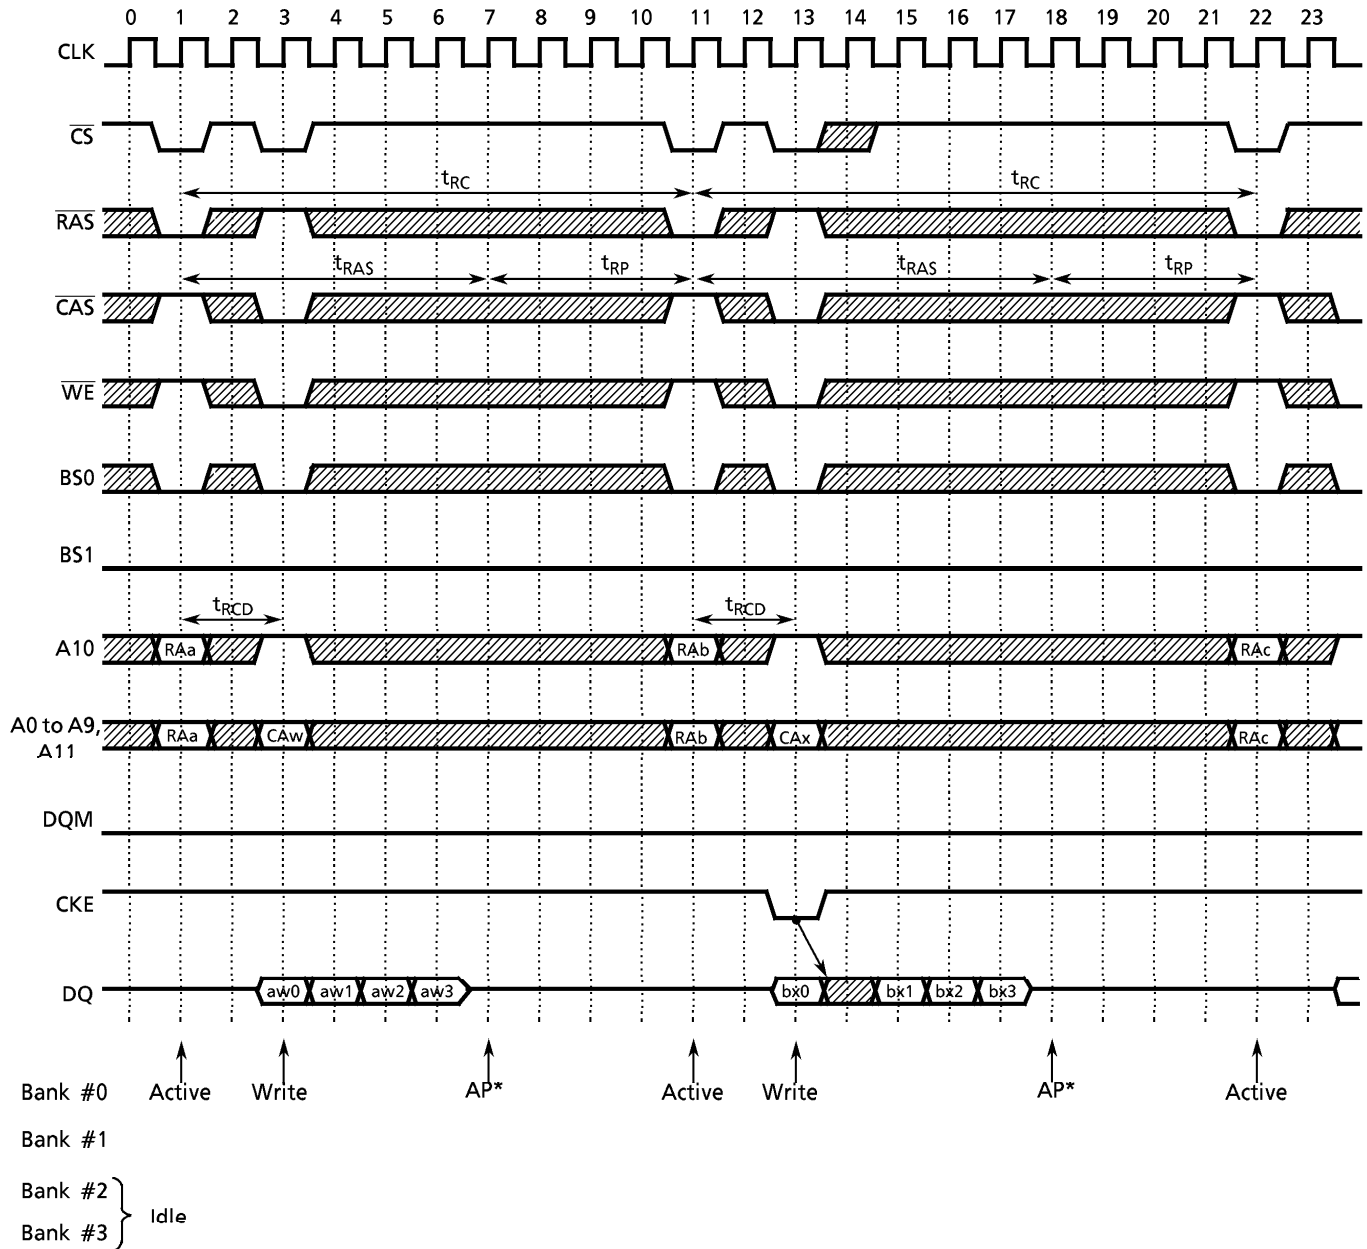 0 1 2 3 4 5 6 7 8 9 10 11 12 13 14 15 16 17 18 19 20 21 22 23
CLK
CS
tRC tRC
RAS
tRAS tRP tRAS tRP
CAS
WE
BS0
BS1
tRCD tRCD
A10 RAa RAb RAc
A0 to A9,
A11
RAa CAw RAb CAx RAc
DQM
CKE
DQ aw0 aw1 aw2 aw3 bx0 bx1 bx2 bx3
Bank #0 Active Write AP* Active Write AP* Active
Bank #1
Bank #2
Idle
Bank #3